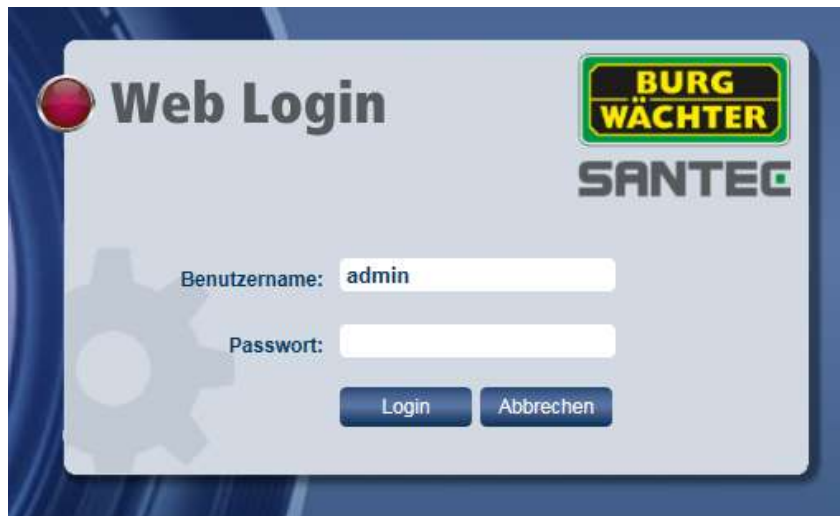 Web Login
BURG
WÄCHTER
SANTEC
Benutzername: admin
Passwort:
Login Abbrechen